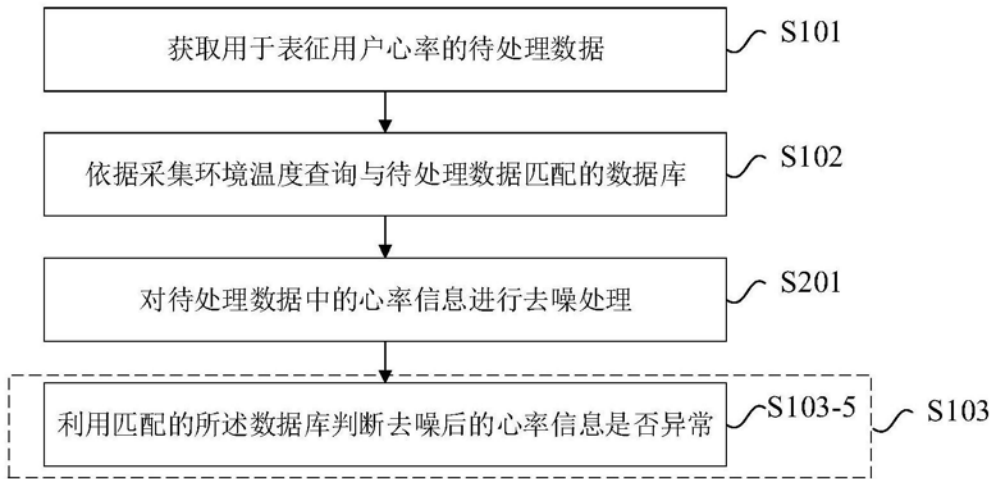 获取用于表征用户心率的待处理数据
S101
依据采集环境温度查询与待处理数据匹配的数据库
S102
对待处理数据中的心率信息进行去噪处理
S201
利用匹配的所述数据库判断去噪后的心率信息是否异常
S103-5
S103